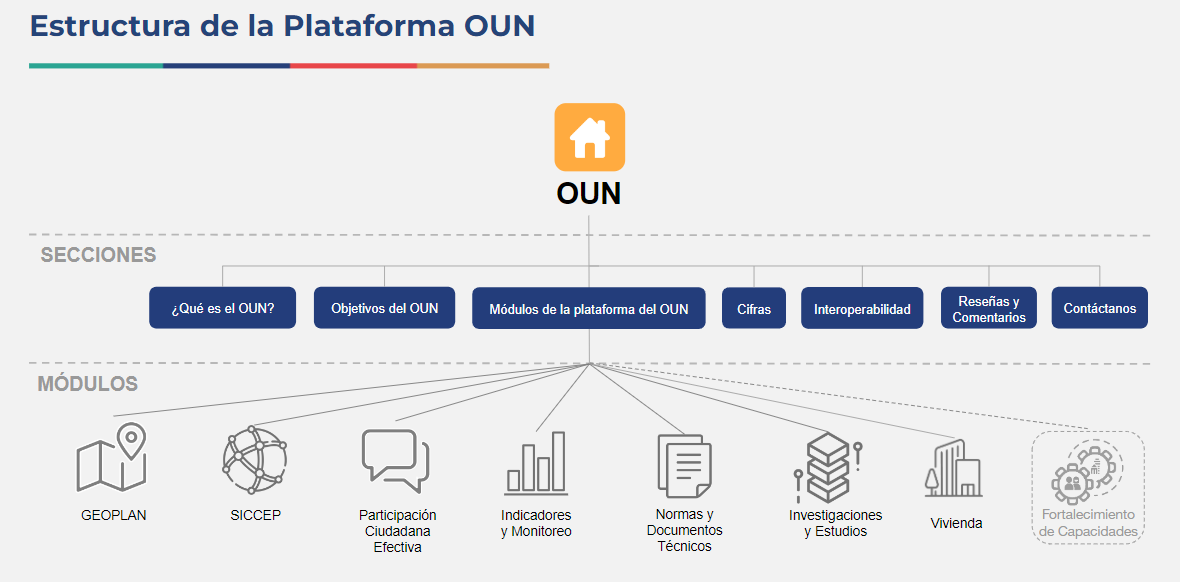 Estructura de la Plataforma OUN
OUN
SECCIONES
¿Qué es el OUN?
Objetivos del OUN
Módulos de la plataforma del OUN
Cifras
Interoperabilidad
Reseñas y
Comentarios
Contáctanos
MÓDULOS
GEOPLAN
SICCEP
Participación
Ciudadana
Efectiva
Indicadores
y Monitoreo
Normas y
Documentos
Técnicos
Investigaciones
y Estudios
Vivienda
Fortalecimiento
de Capacidades